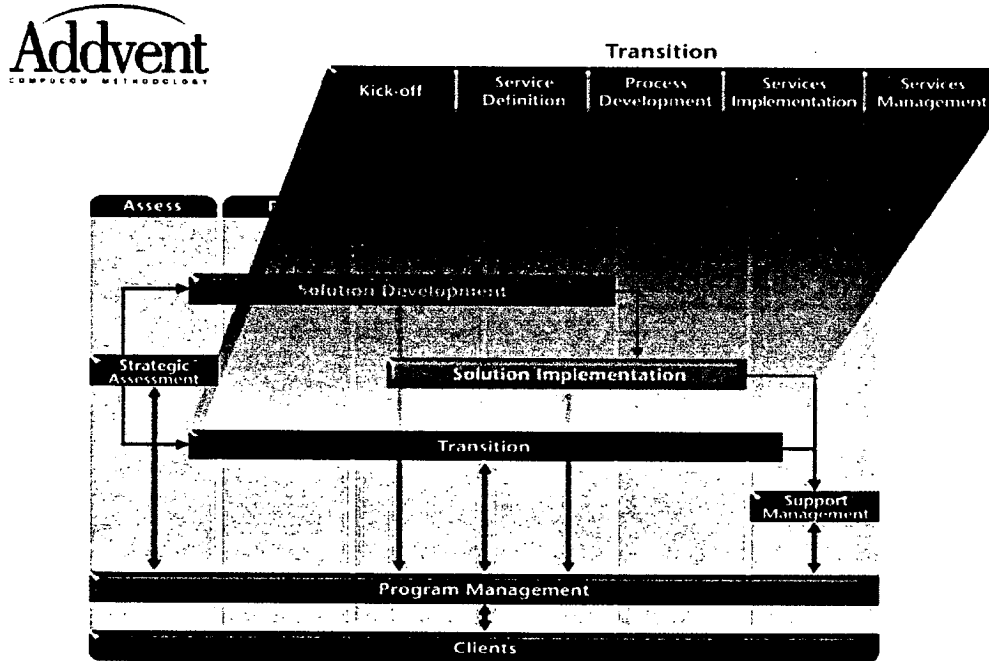 Addvent
COMPUCOM METHODOLOGY
Transition
Kick-off
Service
Definition
Process
Development
Services
Implementation
Services
Management
Assess
Solution Development
Strategic
Assessment
Solution Implementation
Transition
Support
Management
Program Management
Clients